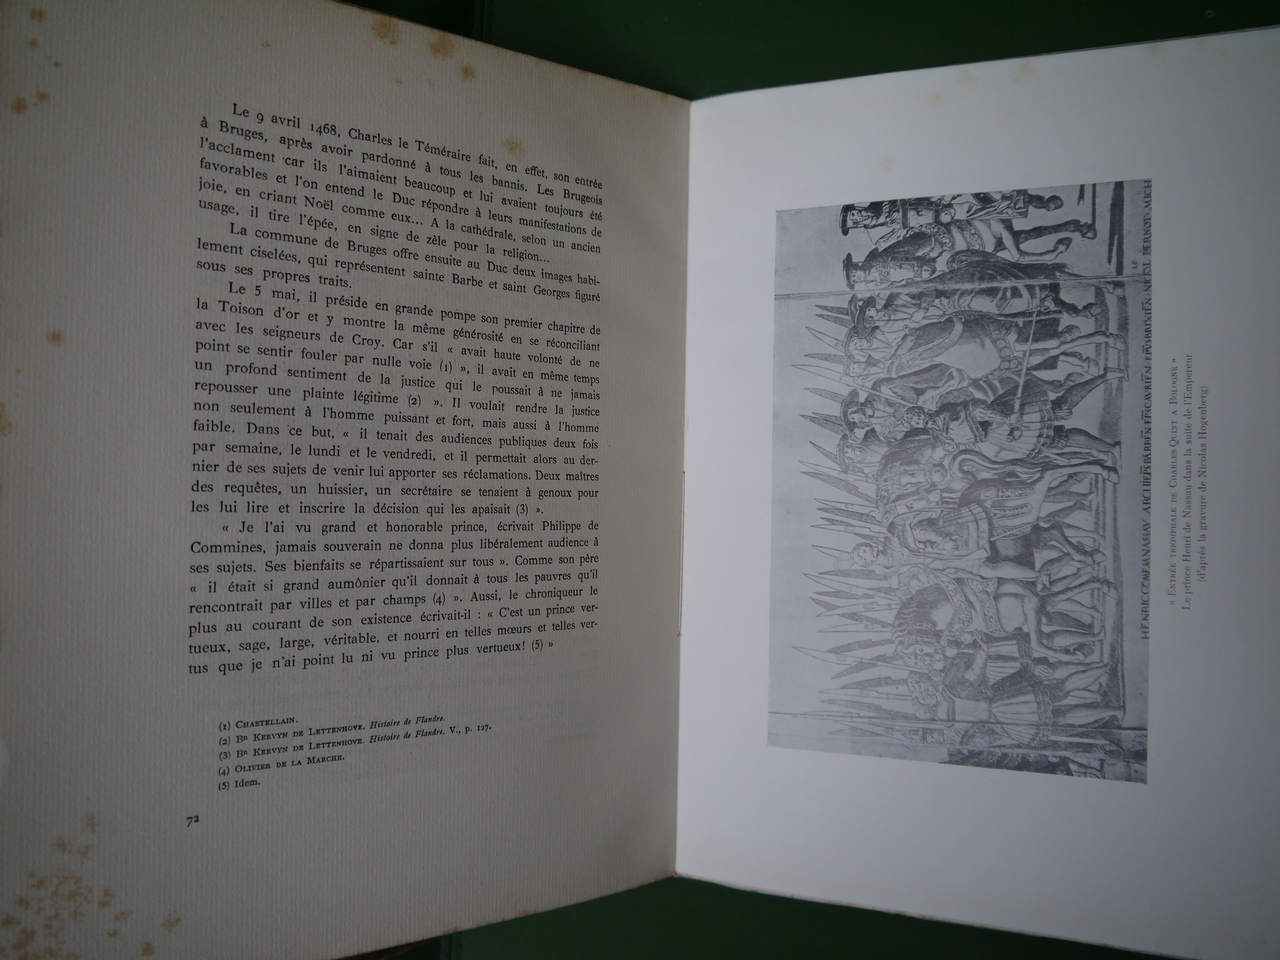 Le 9 avril 1468, Charles le Téméraire fait, en effet, son entrée
à Bruges, après avoir pardonné à tous les bannis. Les Brugeois
l'acclament car ils l'aimaient beaucoup et lui avaient toujours été
favorables et l'on entend le Duc répondre à leurs manifestations de
joie, en criant Noël comme eux... A la cathédrale, selon un ancien
usage, il tire l'épée, en signe de zèle pour la religion...
La commune de Bruges offre ensuite au Duc deux images habi-
lement ciselées, qui représentent sainte Barbe et saint Georges figuré
sous ses propres traits.
Le 5 mai, il préside en grande pompe son premier chapitre de
la Toison d'or et y montre la même générosité en se réconciliant
avec les seigneurs de Croy. Car s'il « avait haute volonté de ne
point se sentir fouler par nulle voie (1) », il avait en même temps
un profond sentiment de la justice qui le poussait à ne jamais
repousser une plainte légitime (2) ». Il voulait rendre la justice
non seulement à l'homme puissant et fort, mais aussi à l'homme
faible. Dans ce but, « il tenait des audiences publiques deux fois
par semaine, le lundi et le vendredi, et il permettait alors au der-
nier de ses sujets de venir lui apporter ses réclamations. Deux maîtres
des requêtes, un huissier, un secrétaire se tenaient à genoux pour
les lui lire et inscrire la décision qui les apaisait (3) ».
« Je l'ai vu grand et honorable prince, écrivait Philippe de
Commines, jamais souverain ne donna plus libéralement audience à
ses sujets. Ses bienfaits se répartissaient sur tous ». Comme son père
« il était si grand aumônier qu'il donnait à tous les pauvres qu'il
rencontrait par villes et par champs (4) ». Aussi, le chroniqueur le
plus au courant de son existence écrivait-il : « C'est un prince ver-
tueux, sage, large, véritable, et nourri en telles mœurs et telles ver-
tus que je n'ai point lu ni vu prince plus vertueux! (5) »
(1) CHASTELLAIN.
(2) Bn KERVYN DE LETTENHOVE. Histoire de Flandre.
(3) Bn KERVYN DE LETTENHOVE. Histoire de Flandre. V., p. 127.
(4) OLIVIER DE LA MARCHE.
(5) Idem.
72
HENRIC COMES A NASSAV
« ENTRÉE TRIOMPHALE DE CHARLES QUINT A BOLOGNE »
Le prince Henri de Nassau dans la suite de l'Empereur
(d'après la gravure de Nicolas Hogenberg)